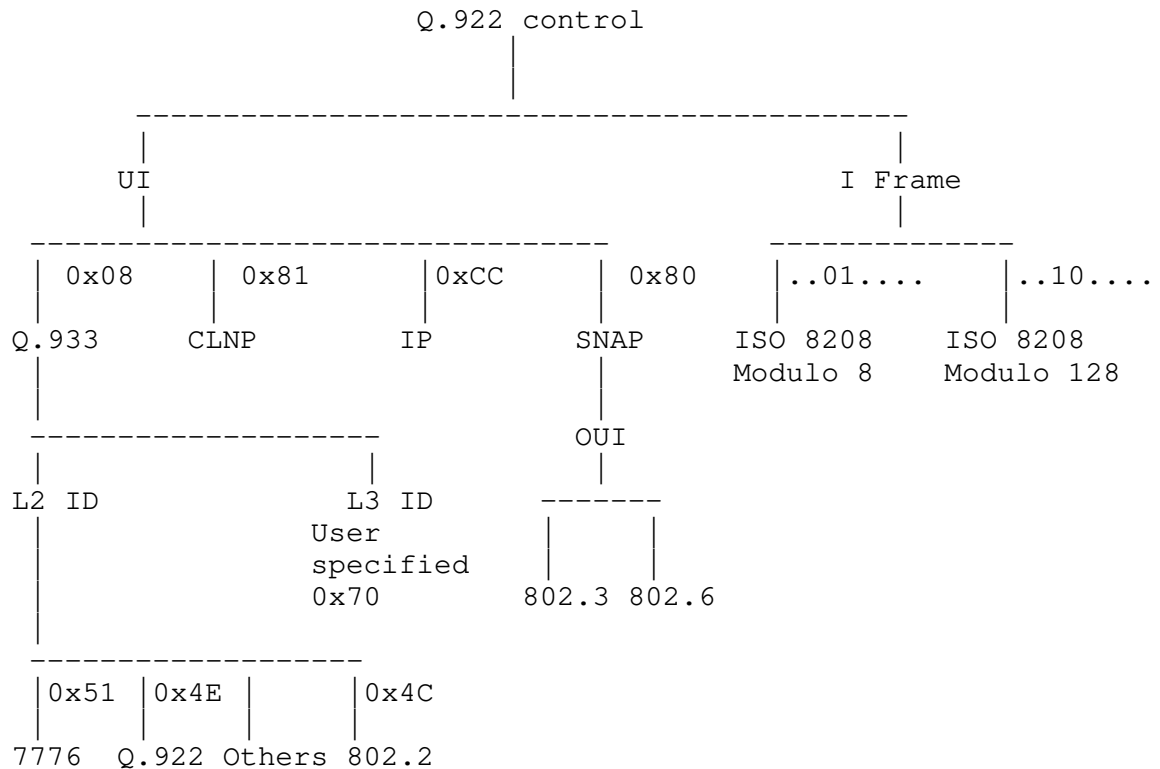 Q.922 control
UI I Frame
0x08 0x81 0xCC 0x80 ..01.... ..10....
Q.933 CLNP IP SNAP ISO 8208 ISO 8208
Modulo 8 Modulo 128
OUI
L2 ID L3 ID
User
specified
0x70 802.3 802.6
0x51 0x4E 0x4C
7776 Q.922 Others 802.2